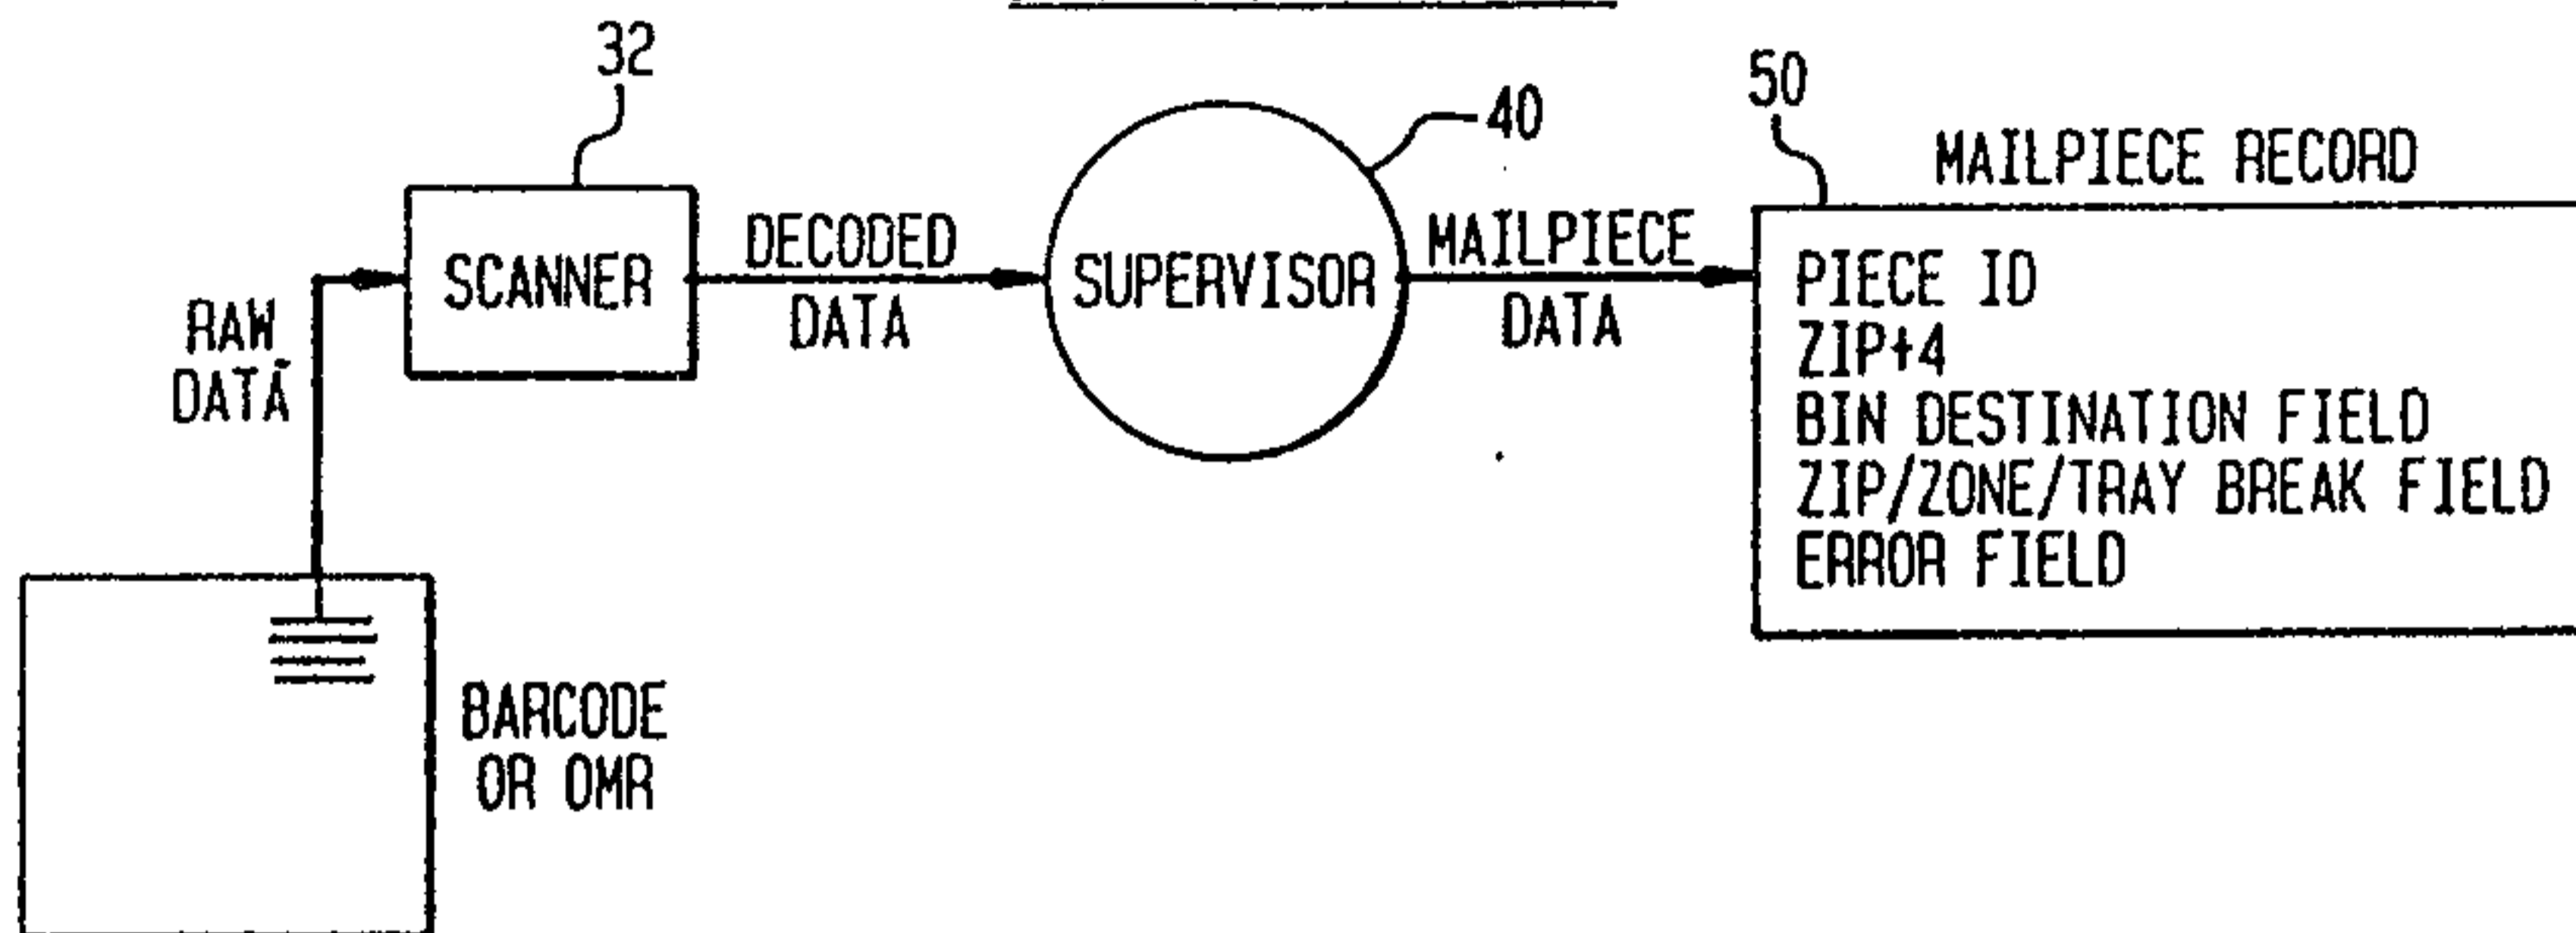 32
40
50
MAILPIECE RECORD
SCANNER
DECODED
DATA
SUPERVISOR
MAILPIECE
DATA
PIECE ID
ZIP+4
BIN DESTINATION FIELD
ZIP/ZONE/TRAY BREAK FIELD
ERROR FIELD
RAW
DATA
BARCODE
OR OMR